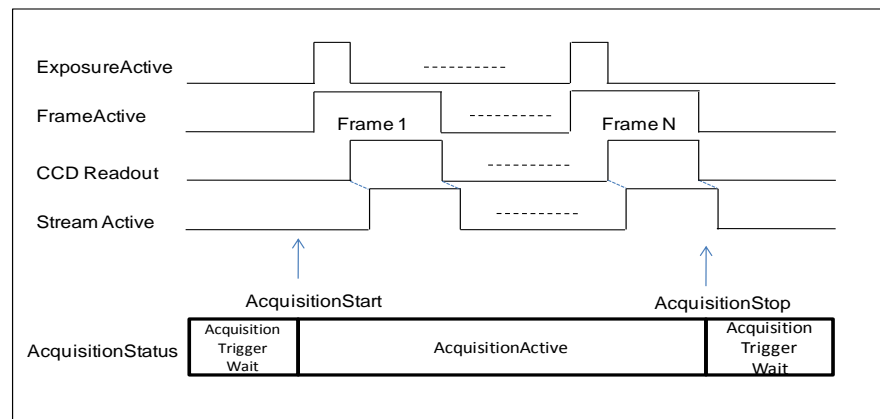 ExposureActive
FrameActive
Frame 1
Frame N
CCD Readout
Stream Active
AcquisitionStart
AcquisitionStop
AcquisitionStatus
Acquisition
Trigger
Wait
AcquisitionActive
Acquisition
Trigger
Wait